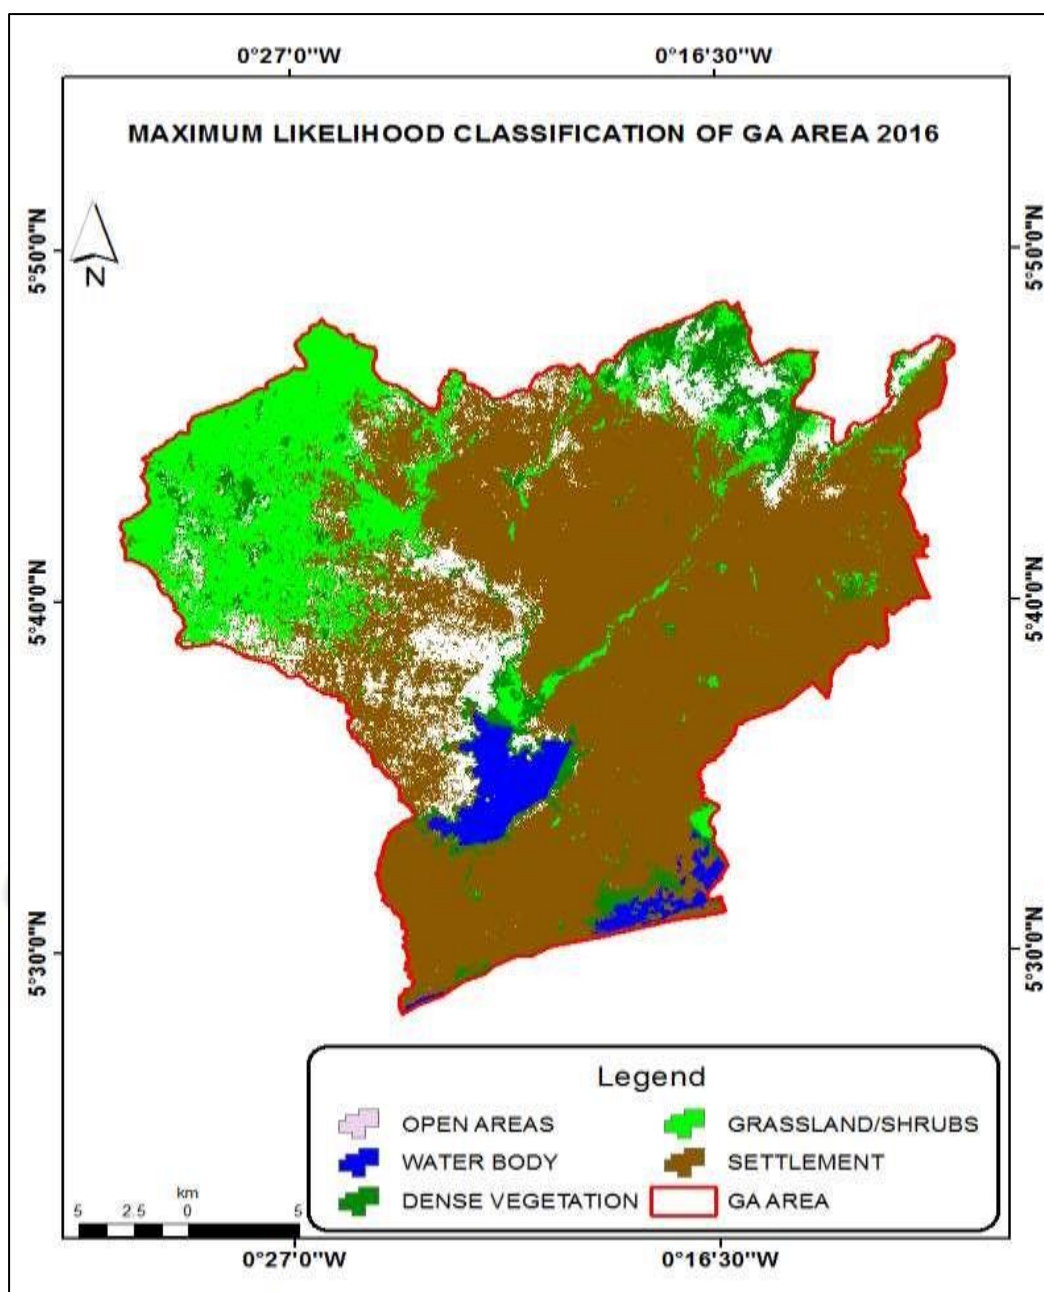 0°27'0"W 0°16'30"W
MAXIMUM LIKELIHOOD CLASSIFICATION OF GA AREA 2016
5°50'0"N 5°50'0"N
N
5°40'0"N 5°40'0"N
5°30'0"N 5°30'0"N
Legend
OPEN AREAS GRASSLAND/SHRUBS
WATER BODY SETTLEMENT
DENSE VEGETATION GA AREA
km
5 2.5 0 5
0°27'0"W 0°16'30"W